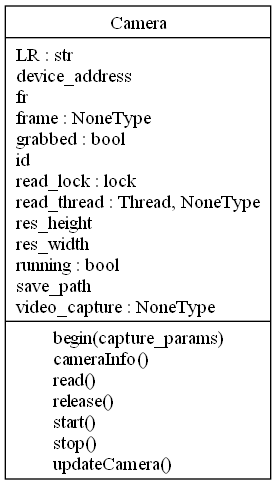 Camera
LR : str
device_address
fr
frame : NoneType
grabbed : bool
id
read_lock : lock
read_thread : Thread, NoneType
res_height
res_width
running : bool
save_path
video_capture : NoneType
begin(capture_params)
cameraInfo()
read()
release()
start()
stop()
updateCamera()